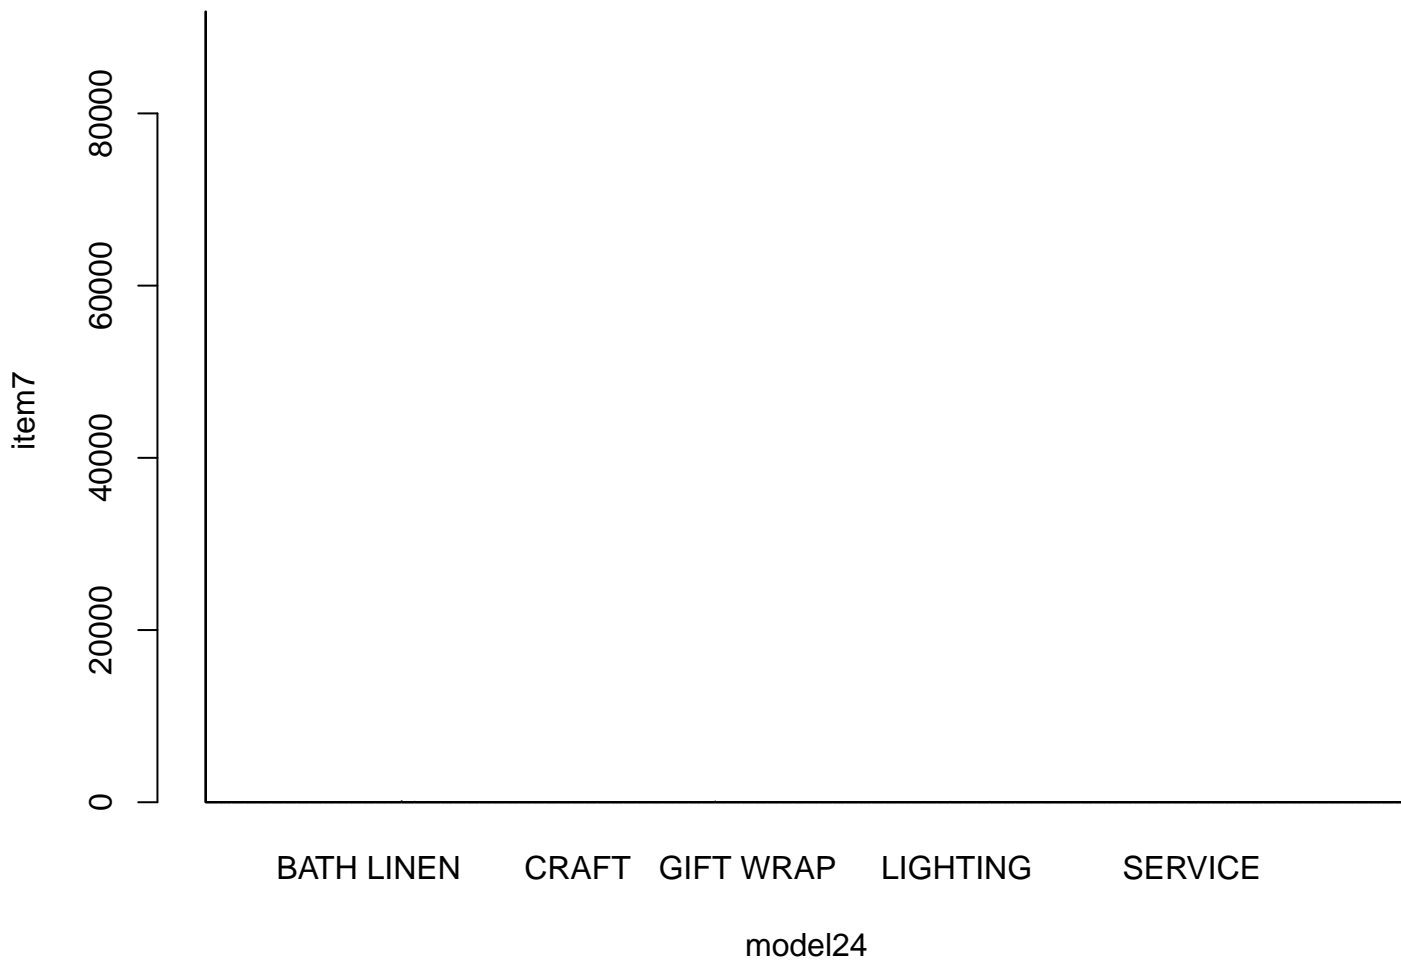 80000
60000
40000
20000
0
item7
BATH LINEN CRAFT GIFT WRAP LIGHTING SERVICE
model24